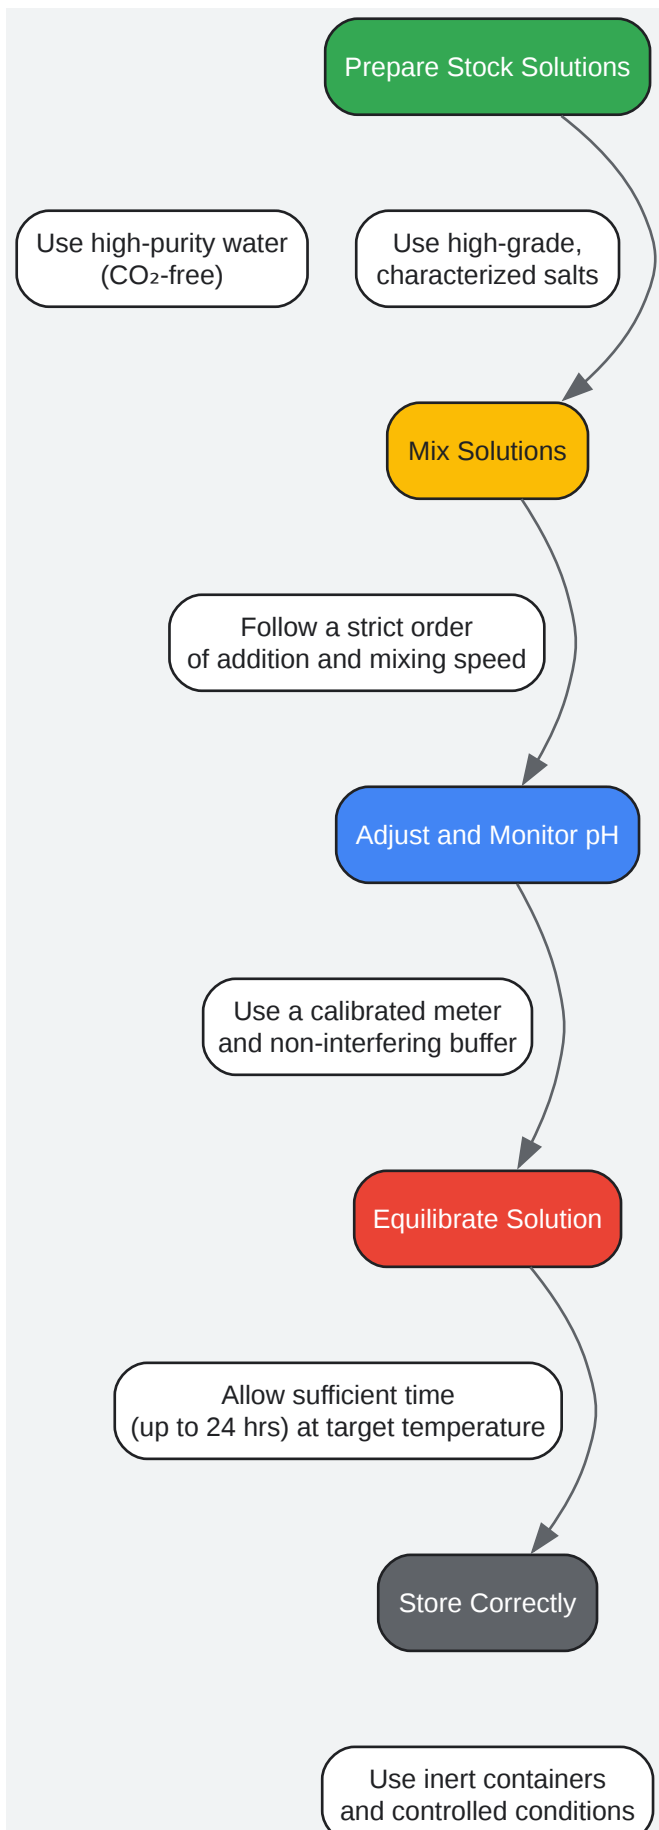 Prepare Stock Solutions
Use high-purity water
(CO₂-free)
Use high-grade,
characterized salts
Mix Solutions
Follow a strict order
of addition and mixing speed
Adjust and Monitor pH
Use a calibrated meter
and non-interfering buffer
Equilibrate Solution
Allow sufficient time
(up to 24 hrs) at target temperature
Store Correctly
Use inert containers
and controlled conditions